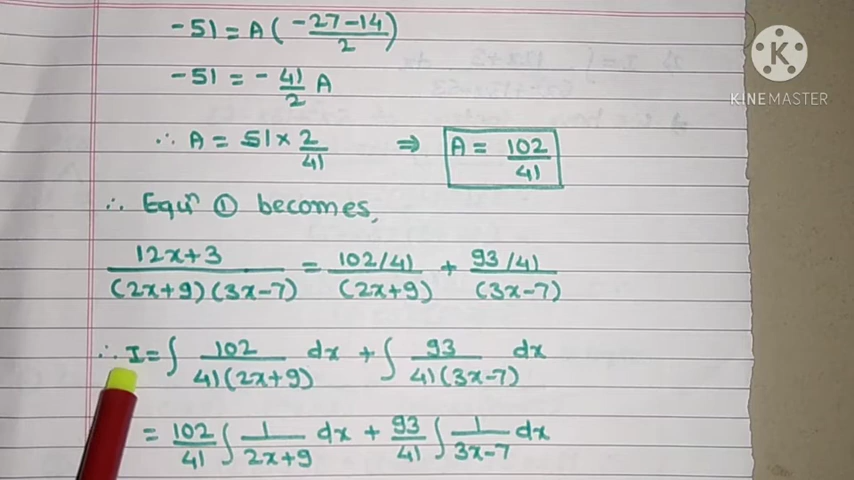 -51 = A(-27-14/2)
-51 = -41/2 A
∴ A = 51 × 2/41 ⇒ A = 102/41
∴ Equⁿ ① becomes,
12x+3/(2x+9)(3x-7) = 102/41/(2x+9) + 93/41/(3x-7)
∴ I = ∫ 102/41(2x+9) dx + ∫ 93/41(3x-7) dx
= 102/41 ∫ 1/2x+9 dx + 93/41 ∫ 1/3x-7 dx
KINEMASTER